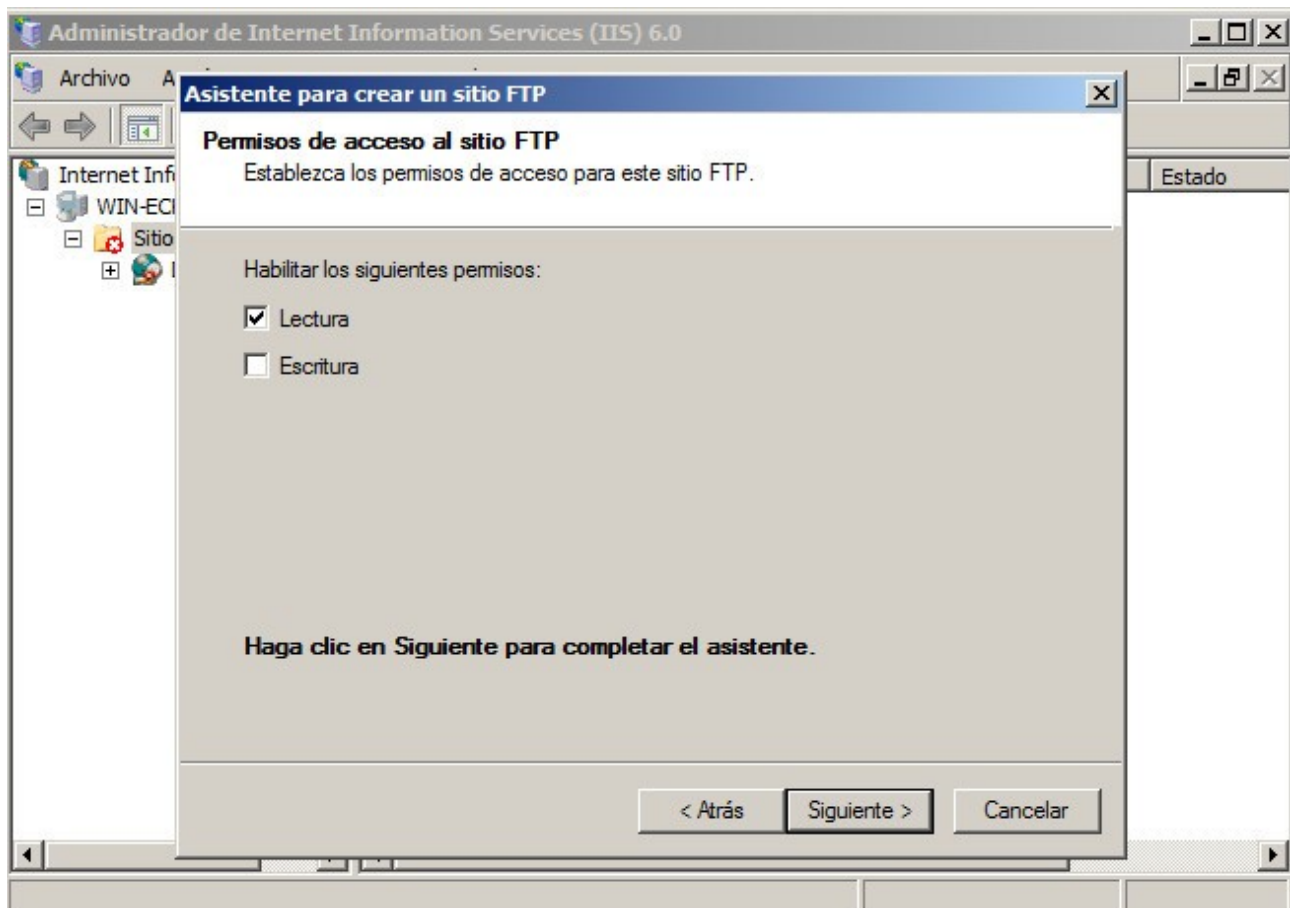 Administrador de Internet Information Services (IIS) 6.0
Archivo
Asistente para crear un sitio FTP
Permisos de acceso al sitio FTP
Establezca los permisos de acceso para este sitio FTP.
Internet Inf
WIN-ECI
Sitio
Estado
Habilitar los siguientes permisos:
Lectura
Escritura
Haga clic en Siguiente para completar el asistente.
< Atrás
Siguiente >
Cancelar